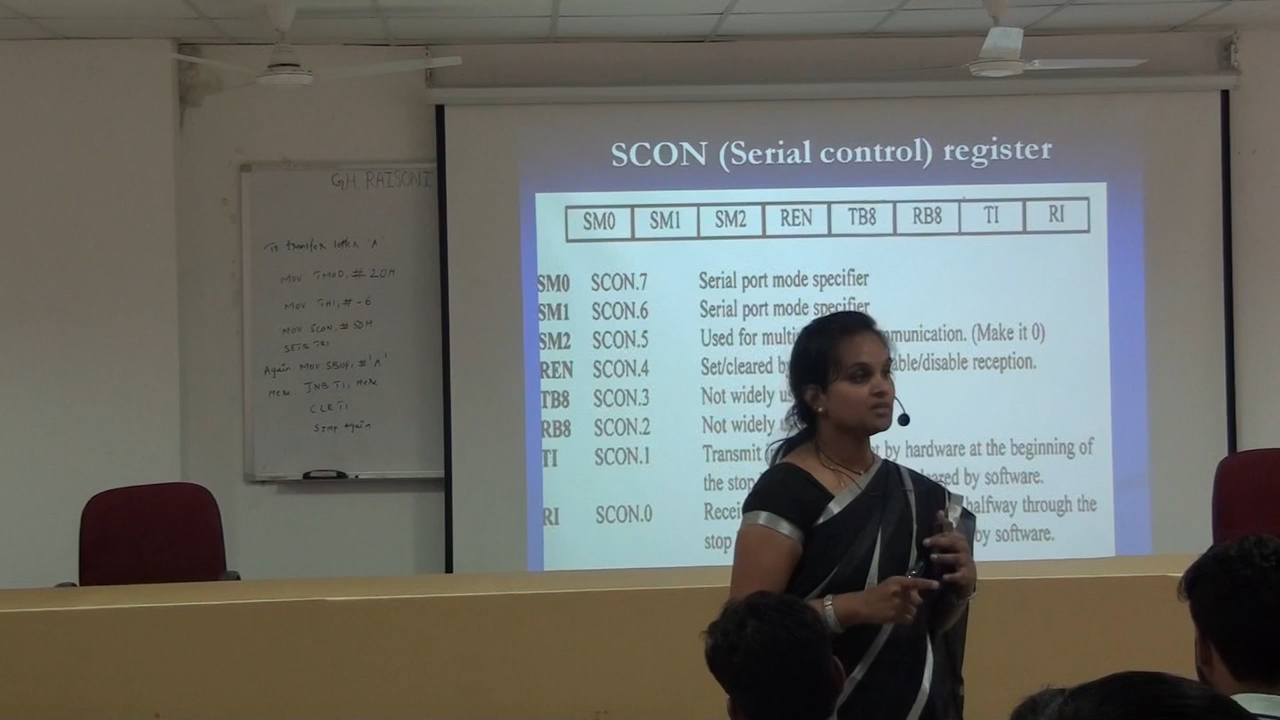 GH RAISONI
To transfer letter 'A'
MOV TMOD, # 20H
MOV TH1, # -6
MOV SCON, # 50H
SETB TR1
Again MOV SBUF, # 'A'
Here JNB TI, Here
CLR TI
SJMP Again
SCON (Serial control) register
SM0 SM1 SM2 REN TB8 RB8 TI RI
SM0 SCON.7 Serial port mode specifier
SM1 SCON.6 Serial port mode specifier
SM2 SCON.5 Used for communication. (Make it 0)
REN SCON.4 Set/cleared /disable reception.
TB8 SCON.3 Not widely
RB8 SCON.2 Not widely
TI SCON.1 Transmit by hardware at the beginning of
the stop by software.
RI SCON.0 halfway through the
stop by software.